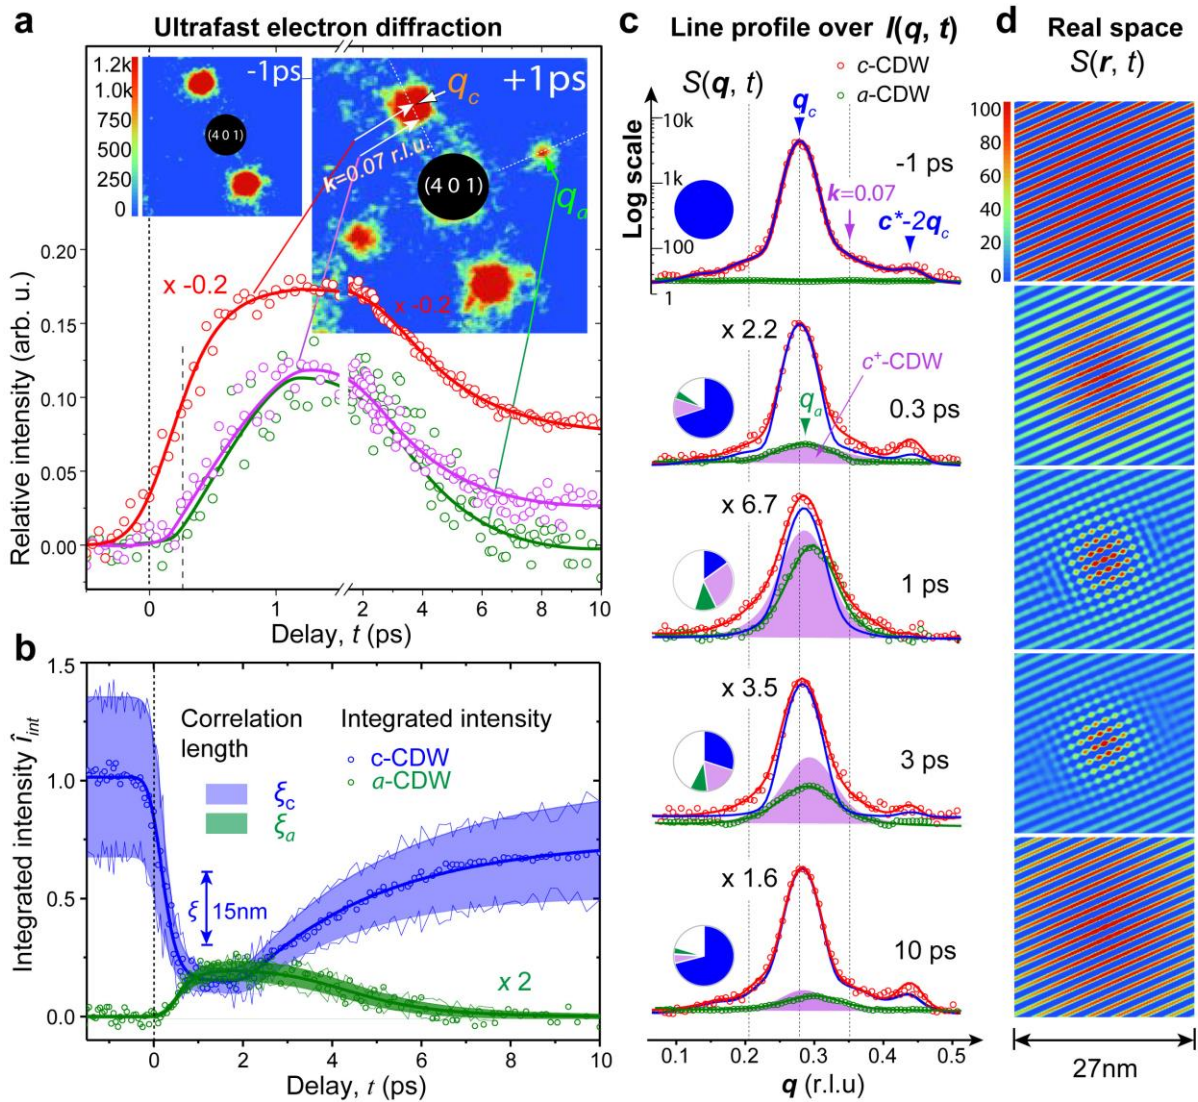 a Ultrafast electron diffraction
1.2k
1,000
750
500
250
0
-1ps
(4 0 1)
+1ps
q_c
k=0.07 r.l.u.
(4 0 1)
q_a
x -0.2
x -0.2
Relative intensity (arb. u.)
0.20
0.15
0.10
0.05
0.00
0 1 2 4 6 8 10
Delay, t (ps)
b
Integrated intensity Î_int
1.5
1.0
0.5
0.0
Correlation length
ξ_c
ξ_a
Integrated intensity
c-CDW
a-CDW
ξ 15nm
x 2
0 2 4 6 8 10
Delay, t (ps)
c Line profile over I(q, t)
S(q, t)
c-CDW
a-CDW
Log scale
10k
1k
100
1
q_c
k=0.07
c*-2q_c
-1 ps
x 2.2
c⁺-CDW
q_a
0.3 ps
x 6.7
1 ps
x 3.5
3 ps
x 1.6
10 ps
0.1 0.2 0.3 0.4 0.5
q (r.l.u)
d Real space
S(r, t)
100
80
60
40
20
0
27nm